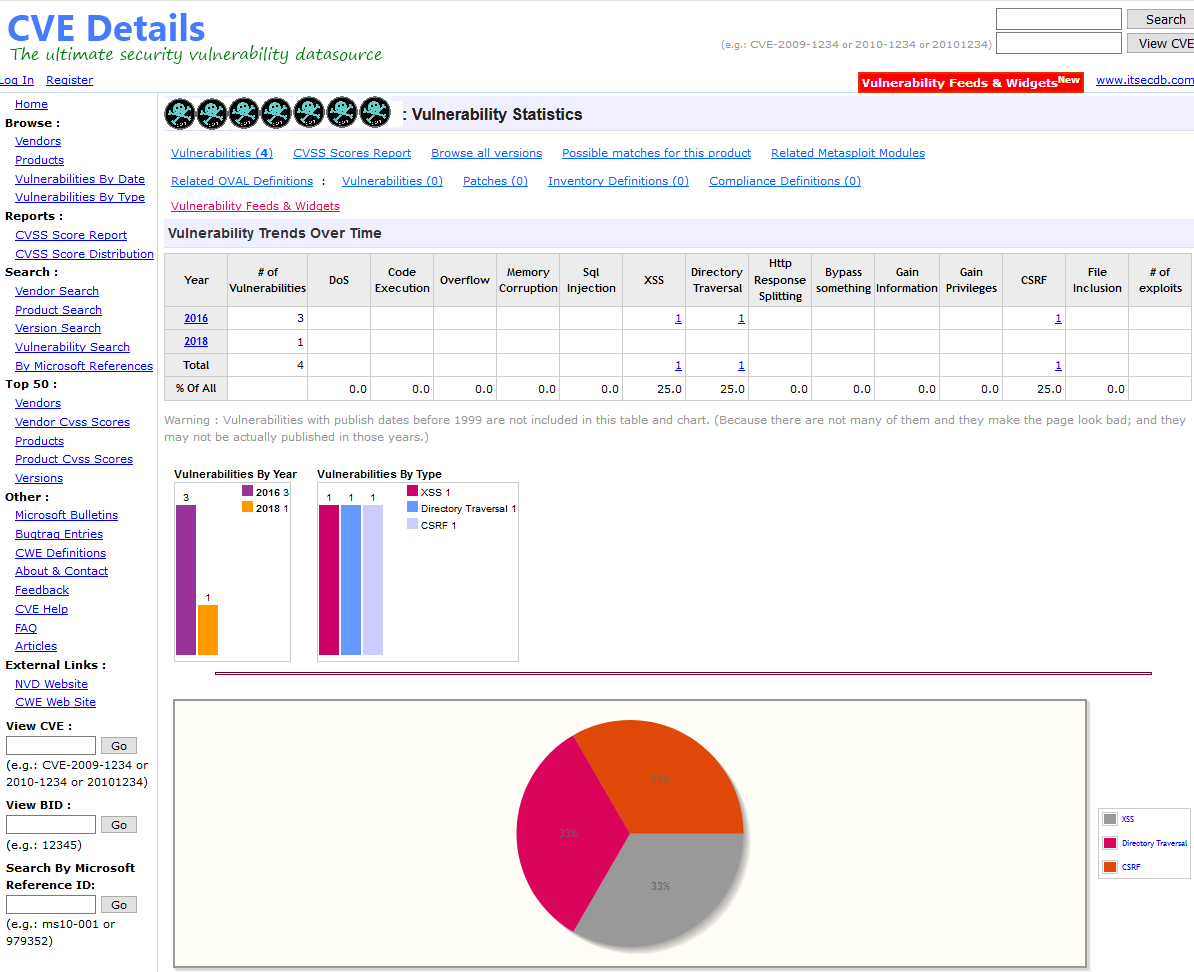 CVE Details
The ultimate security vulnerability datasource
Search
(e.g.: CVE-2009-1234 or 2010-1234 or 20101234)
View CVE
Log In Register
Vulnerability Feeds & Widgets New
www.itsecdb.com
Home
Browse :
Vendors
Products
Vulnerabilities By Date
Vulnerabilities By Type
Reports :
CVSS Score Report
CVSS Score Distribution
Search :
Vendor Search
Product Search
Version Search
Vulnerability Search
By Microsoft References
Top 50 :
Vendors
Vendor Cvss Scores
Products
Product Cvss Scores
Versions
Other :
Microsoft Bulletins
Bugtraq Entries
CWE Definitions
About & Contact
Feedback
CVE Help
FAQ
Articles
External Links :
NVD Website
CWE Web Site
View CVE :
Go
(e.g.: CVE-2009-1234 or
2010-1234 or 20101234)
View BID :
Go
(e.g.: 12345)
Search By Microsoft
Reference ID:
Go
(e.g.: ms10-001 or
979352)
: Vulnerability Statistics
Vulnerabilities (4) CVSS Scores Report Browse all versions Possible matches for this product Related Metasploit Modules
Related OVAL Definitions : Vulnerabilities (0) Patches (0) Inventory Definitions (0) Compliance Definitions (0)
Vulnerability Feeds & Widgets
Vulnerability Trends Over Time
Year # of Vulnerabilities DoS Code Execution Overflow Memory Corruption Sql Injection XSS Directory Traversal Http Response Splitting Bypass something Gain Information Gain Privileges CSRF File Inclusion # of exploits
2016 3 1 1 1
2018 1
Total 4 1 1 1
% Of All 0.0 0.0 0.0 0.0 0.0 25.0 25.0 0.0 0.0 0.0 0.0 25.0 0.0
Warning : Vulnerabilities with publish dates before 1999 are not included in this table and chart. (Because there are not many of them and they make the page look bad; and they
may not be actually published in those years.)
Vulnerabilities By Year
3
1
2016 3
2018 1
Vulnerabilities By Type
1 1 1
XSS 1
Directory Traversal 1
CSRF 1
33%
33%
33%
XSS
Directory Traversal
CSRF